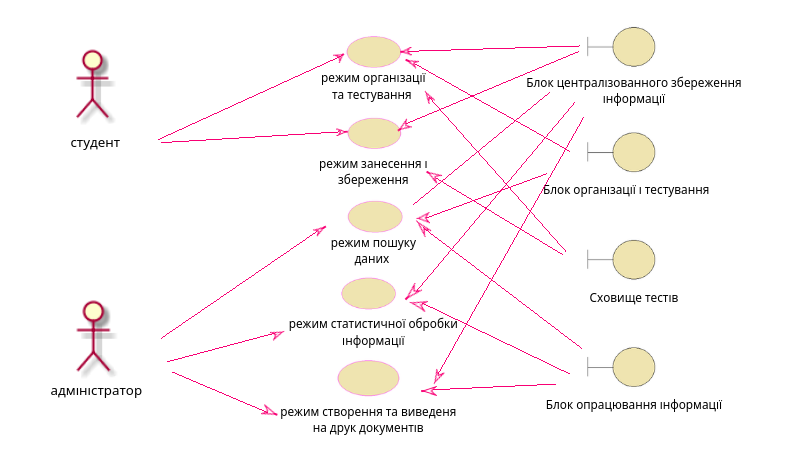 студент
адміністратор
режим організації
та тестування
режим занесення і
збереження
режим пошуку
даних
режим статистичної обробки
інформації
режим створення та виведеня
на друк документів
Блок централізованного збереження
інформації
Блок організації і тестування
Сховище тестів
Блок опрацювання інформації